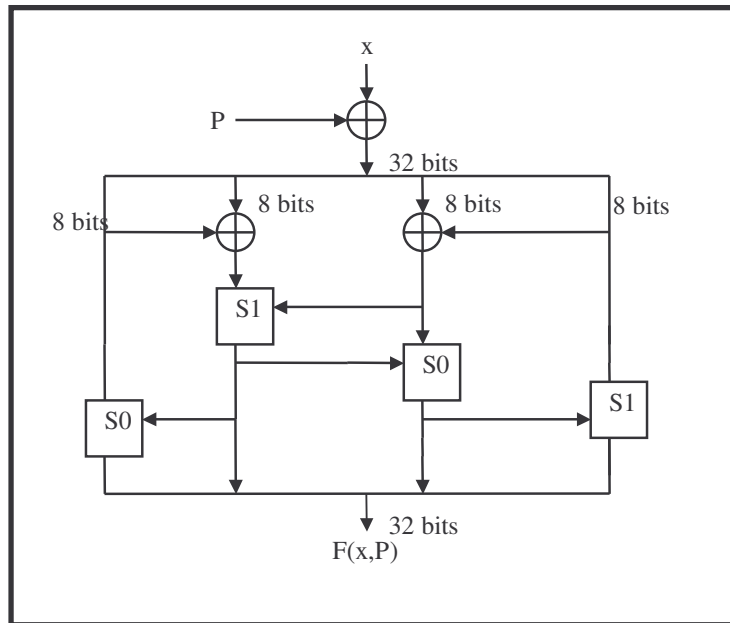 x
P
32 bits
8 bits
8 bits
8 bits
8 bits
S1
S0
S0
S1
32 bits
F(x,P)